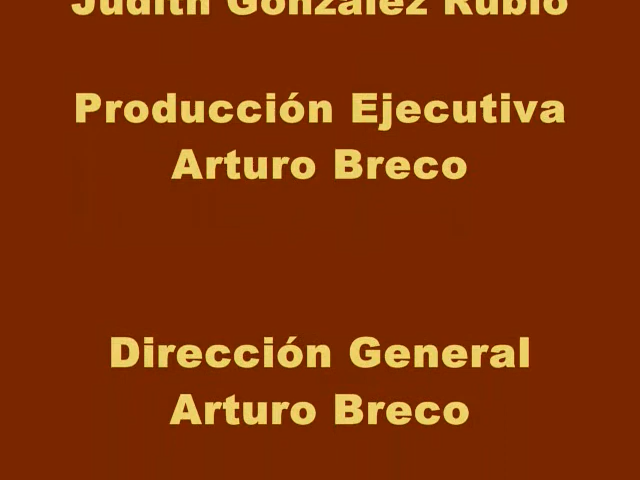 Judith González Rubio
Producción Ejecutiva
Arturo Breco
Dirección General
Arturo Breco